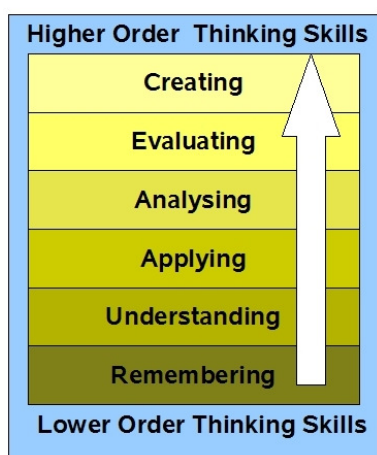 Higher Order Thinking Skills
Creating
Evaluating
Analysing
Applying
Understanding
Remembering
Lower Order Thinking Skills